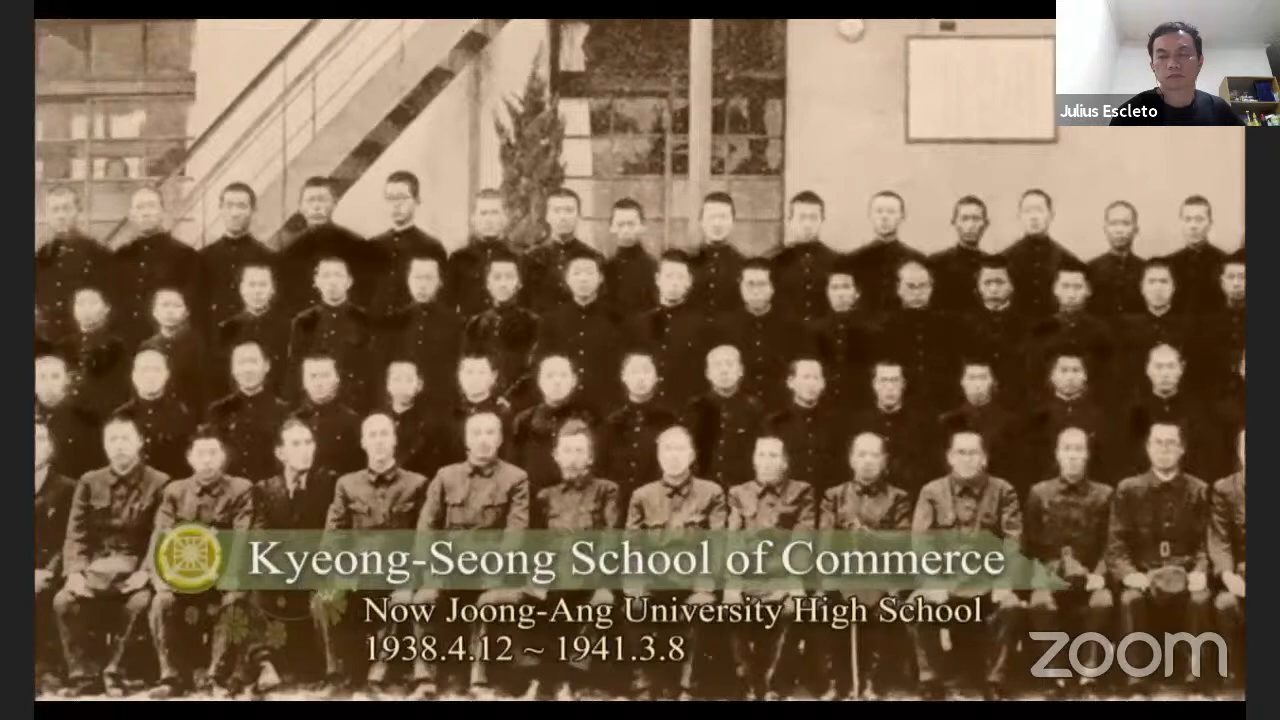 Julius Escleto
Kyeong-Seong School of Commerce
Now Joong-Ang University High School
1938.4.12 ~ 1941.3.8
zoom